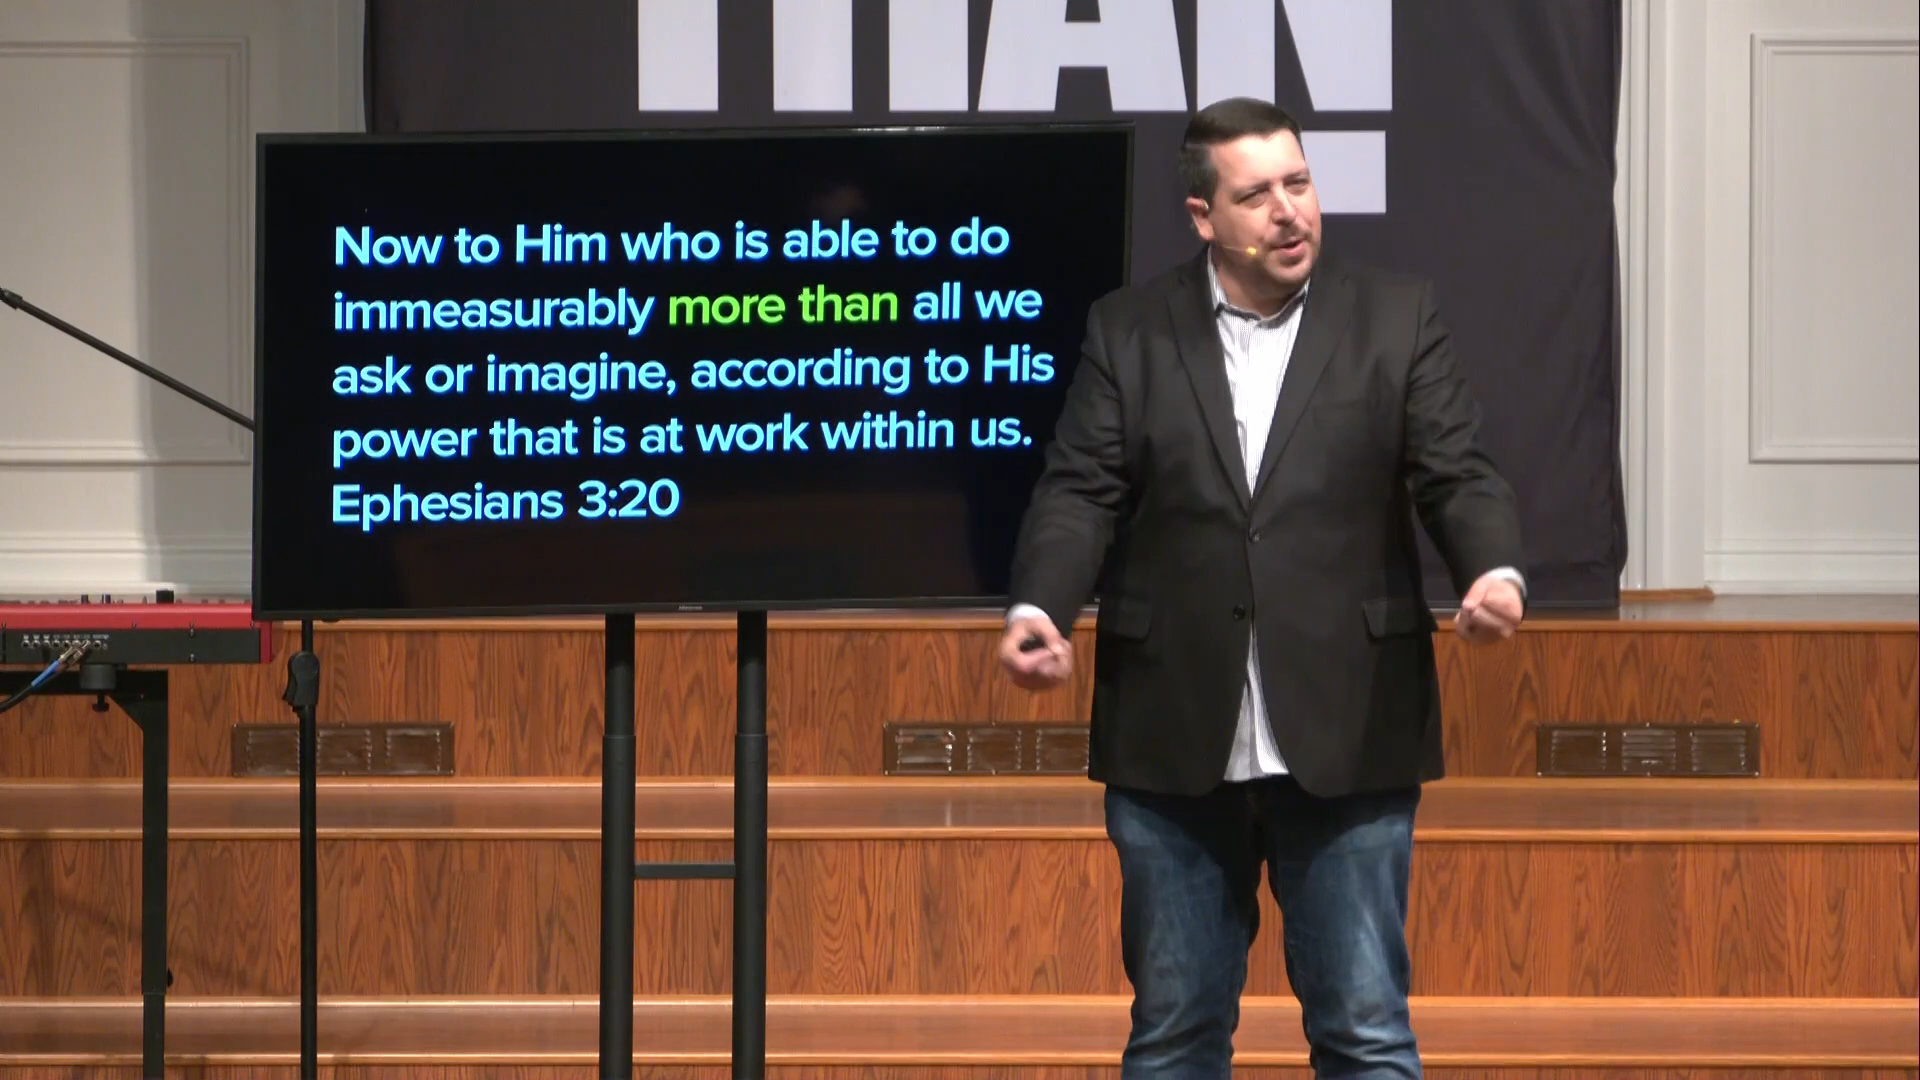 THAN
Now to Him who is able to do
immeasurably more than all we
ask or imagine, according to His
power that is at work within us.
Ephesians 3:20